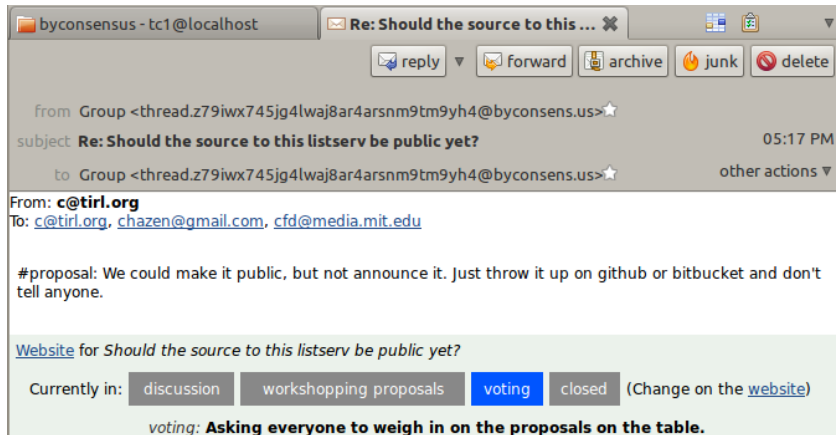 byconsensus - tc1@localhost
Re: Should the source to this ...
reply
forward
archive
junk
delete
from Group <thread.z79iwx745jg4lwaj8ar4arsnm9tm9yh4@byconsens.us>
subject Re: Should the source to this listserv be public yet? 05:17 PM
to Group <thread.z79iwx745jg4lwaj8ar4arsnm9tm9yh4@byconsens.us> other actions
From: c@tirl.org
To: c@tirl.org, chazen@gmail.com, cfd@media.mit.edu
#proposal: We could make it public, but not announce it. Just throw it up on github or bitbucket and don't
tell anyone.
Website for Should the source to this listserv be public yet?
Currently in: discussion workshopping proposals voting closed (Change on the website)
voting: Asking everyone to weigh in on the proposals on the table.